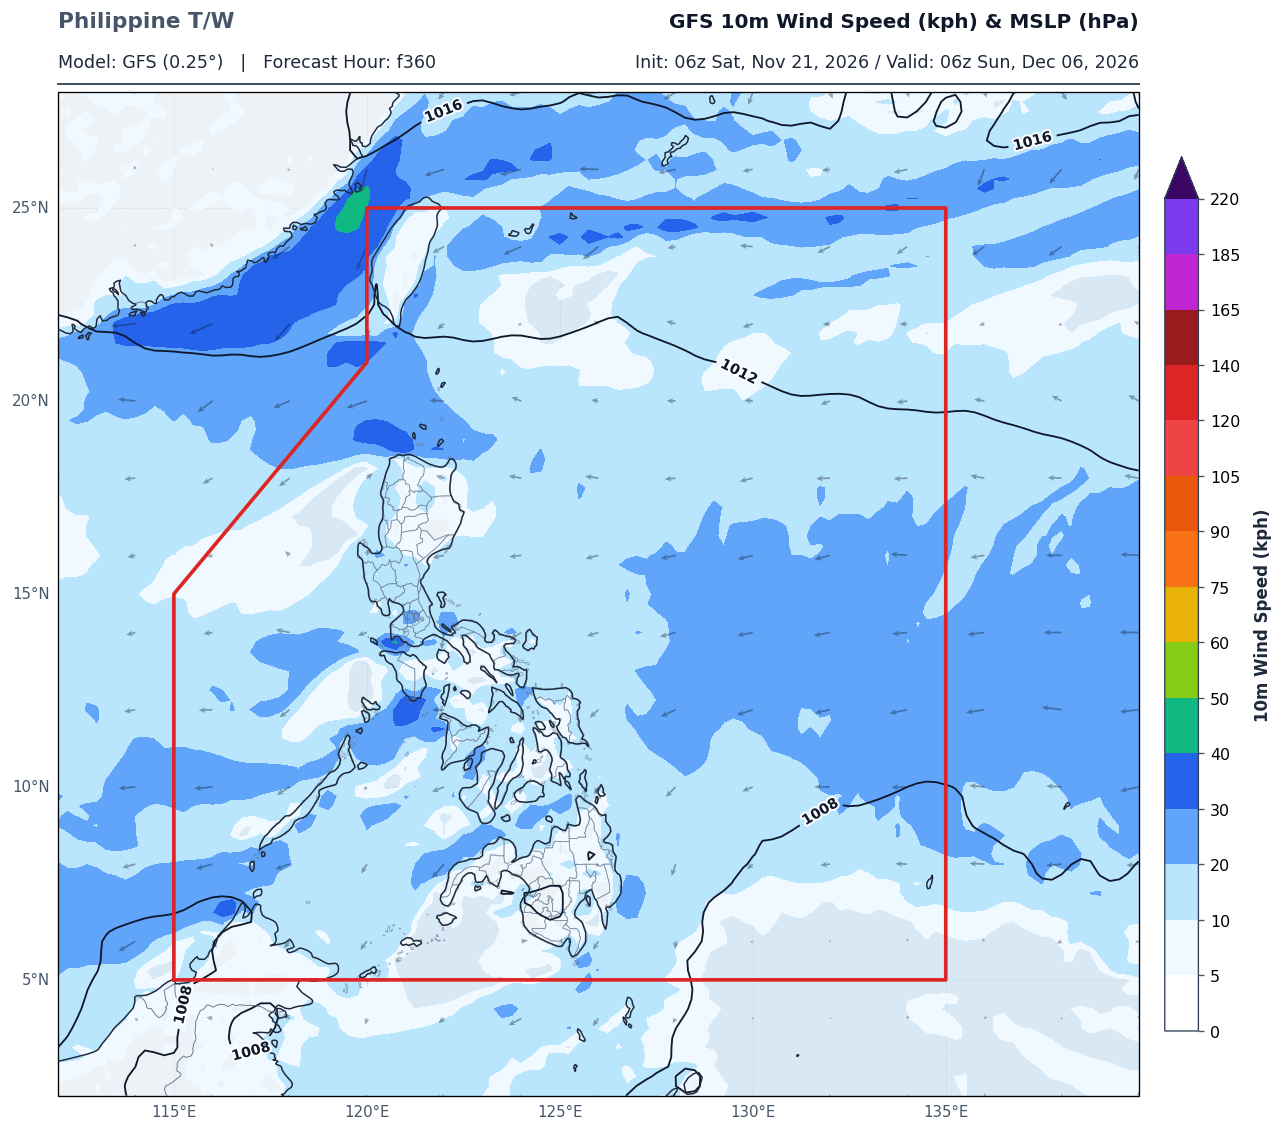 Philippine T/W
GFS 10m Wind Speed (kph) & MSLP (hPa)
Model: GFS (0.25°) | Forecast Hour: f360
Init: 06z Sat, Nov 21, 2026 / Valid: 06z Sun, Dec 06, 2026
1016
1016
1012
1008
1008
1008
25°N
20°N
15°N
10°N
5°N
115°E
120°E
125°E
130°E
135°E
220
185
165
140
120
105
90
75
60
50
40
30
20
10
5
0
10m Wind Speed (kph)